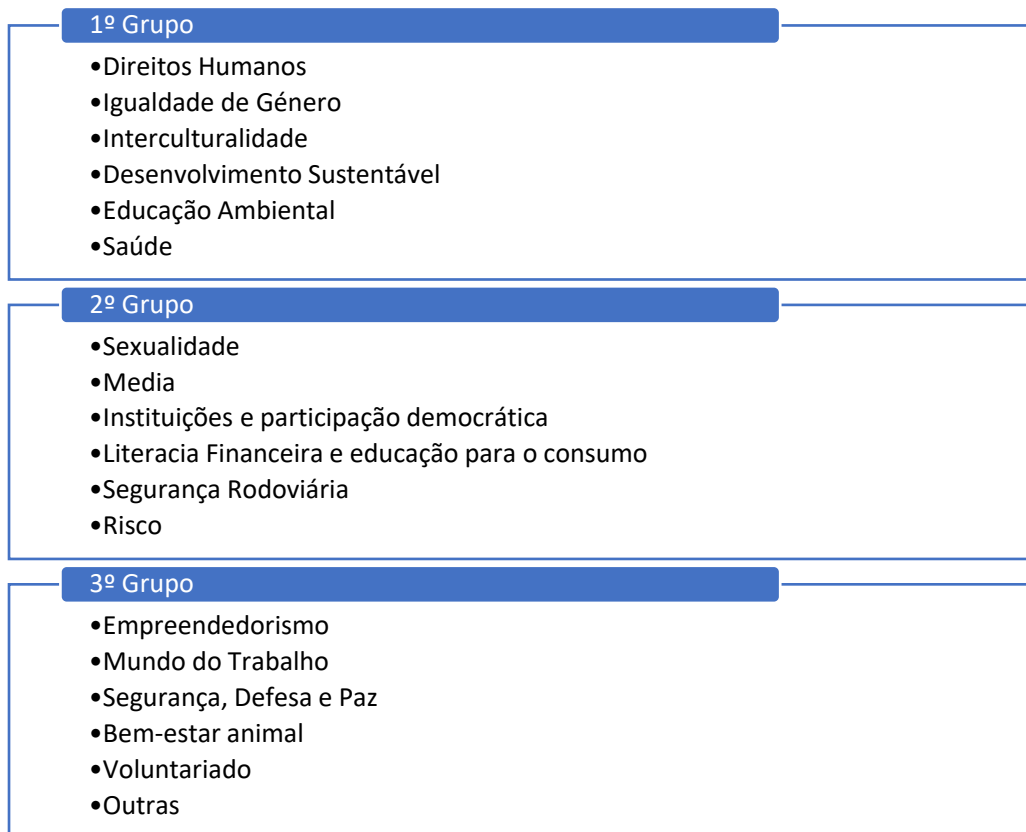 1º Grupo
•Direitos Humanos
•Igualdade de Género
•Interculturalidade
•Desenvolvimento Sustentável
•Educação Ambiental
•Saúde
2º Grupo
•Sexualidade
•Media
•Instituições e participação democrática
•Literacia Financeira e educação para o consumo
•Segurança Rodoviária
•Risco
3º Grupo
•Empreendedorismo
•Mundo do Trabalho
•Segurança, Defesa e Paz
•Bem-estar animal
•Voluntariado
•Outras